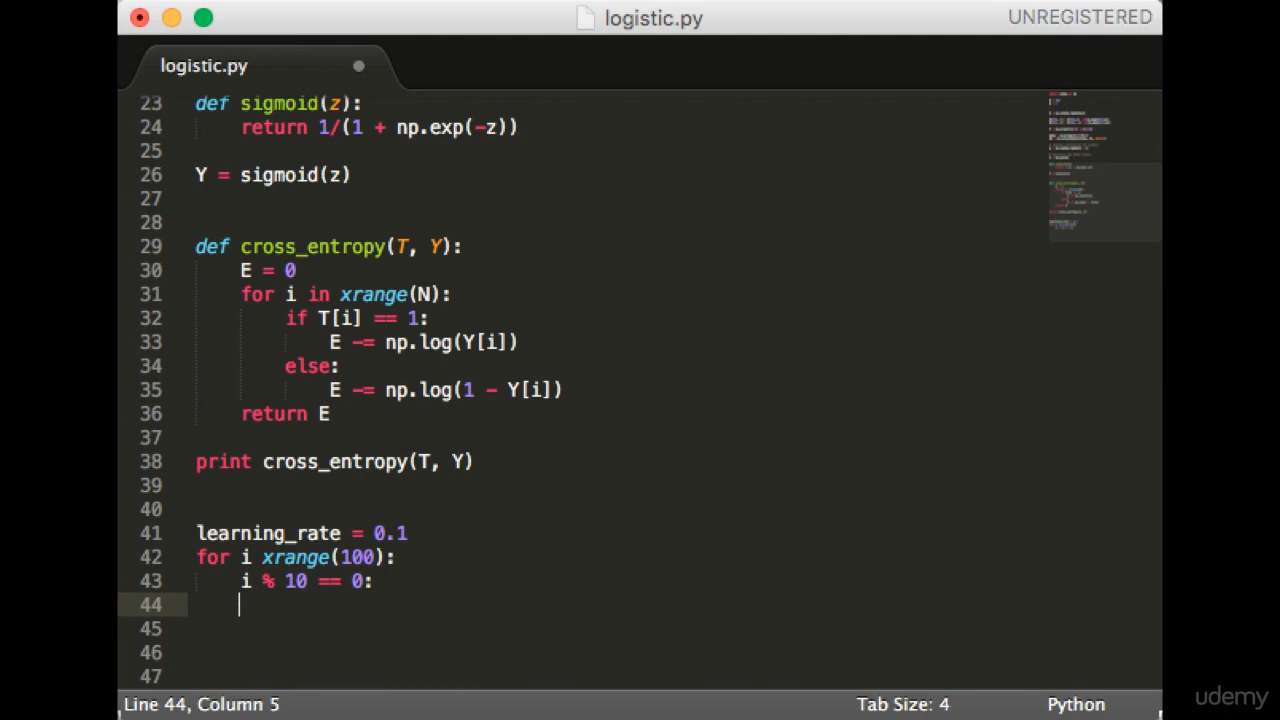 logistic.py
UNREGISTERED
logistic.py
23 def sigmoid(z):
24     return 1/(1 + np.exp(-z))
25
26 Y = sigmoid(z)
27
28
29 def cross_entropy(T, Y):
30     E = 0
31     for i in xrange(N):
32         if T[i] == 1:
33             E -= np.log(Y[i])
34         else:
35             E -= np.log(1 - Y[i])
36     return E
37
38 print cross_entropy(T, Y)
39
40
41 learning_rate = 0.1
42 for i xrange(100):
43     i % 10 == 0:
44
45
46
47
Line 44, Column 5
Tab Size: 4
Python
udemy